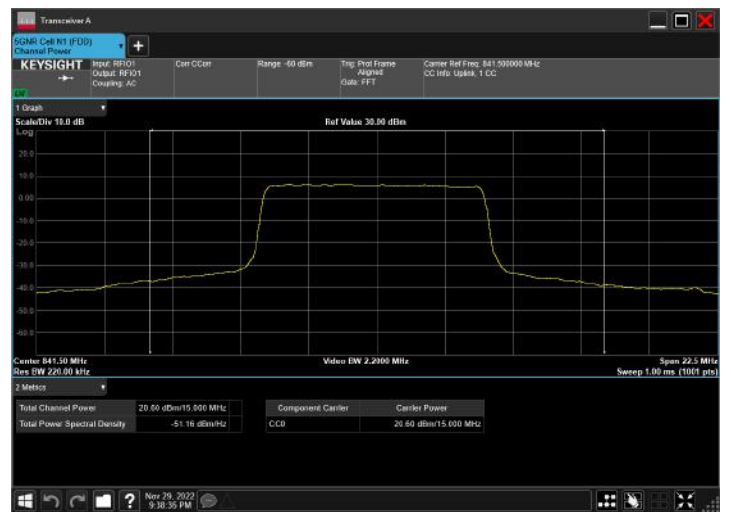 Transceiver A
5GNR Cell N1 (FDD)
Channel Power
+
KEYSIGHT
Input: RFIO1
Output: RFIO1
Coupling: AC
Corr CCorr
Range -60 dBm
Trig: Prot Frame
Aligned
Gate: FFT
Carrier Ref Freq: 841.500000 MHz
CC Info: Uplink, 1 CC
1 Graph
Scale/Div 10.0 dB
Ref Value 30.00 dBm
Log
20.0
10.0
0.00
-10.0
-20.0
-30.0
-40.0
-50.0
-60.0
Center 841.50 MHz
Video BW 2.2000 MHz
Span 22.5 MHz
Res BW 220.00 kHz
Sweep 1.00 ms (1001 pts)
2 Metrics
Total Channel Power 20.60 dBm/15.000 MHz
Total Power Spectral Density -51.16 dBm/Hz
Component Carrier Carrier Power
CC0 20.60 dBm/15.000 MHz
?
Nov 29, 2022
9:38:35 PM